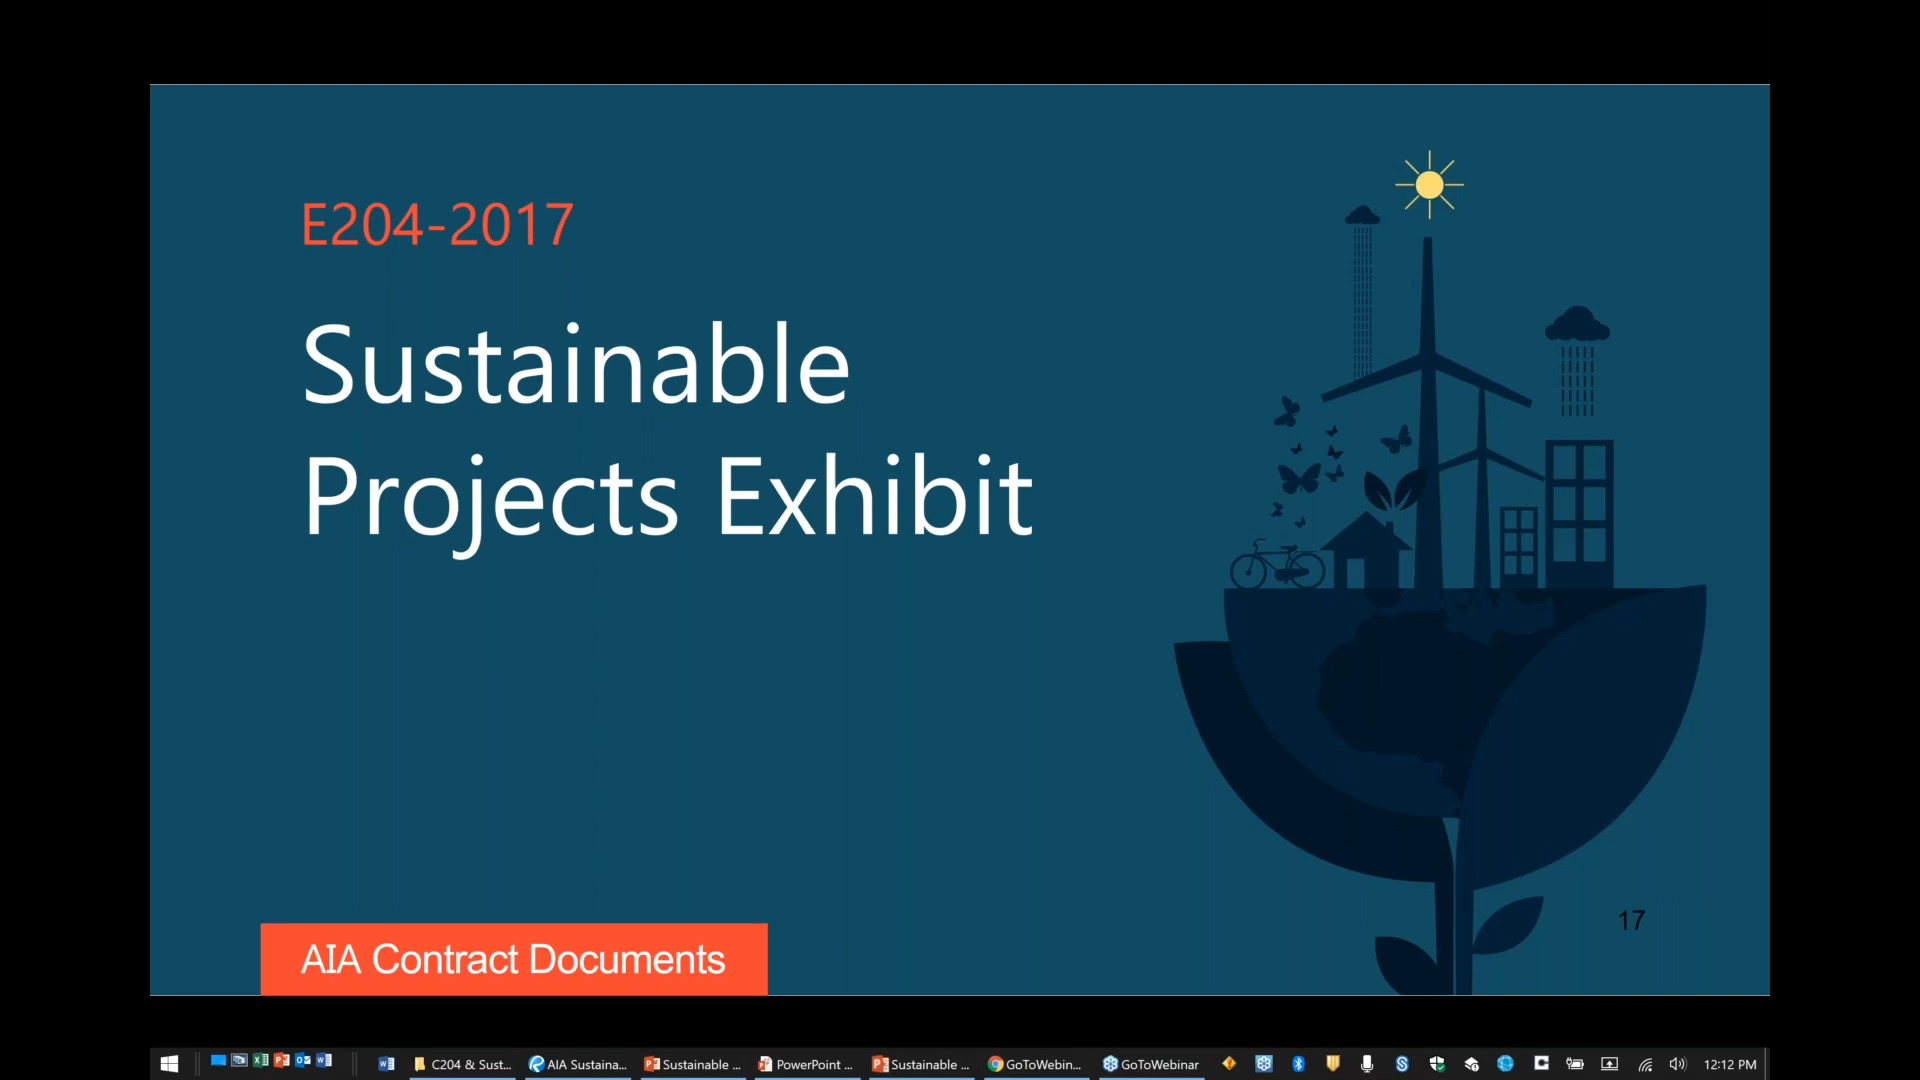 E204-2017
Sustainable
Projects Exhibit
17
AIA Contract Documents
C204 & Sust...
AIA Sustaina...
Sustainable ...
PowerPoint ...
Sustainable ...
GoToWebin...
GoToWebinar
12:12 PM